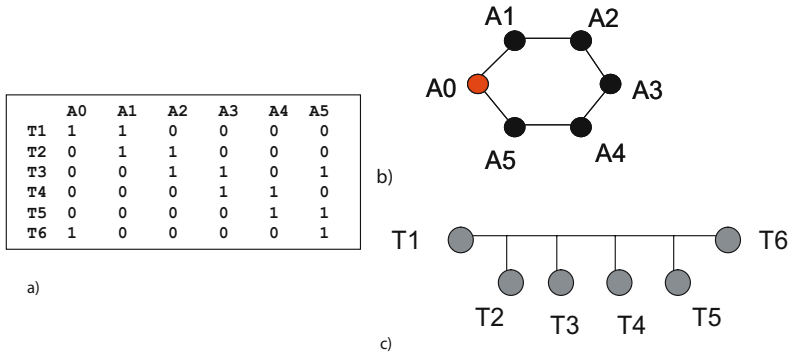 A0 A1 A2 A3 A4 A5
T1 1 1 0 0 0 0
T2 0 1 1 0 0 0
T3 0 0 1 1 0 1
T4 0 0 0 1 1 0
T5 0 0 0 0 1 1
T6 1 0 0 0 0 1
a)
A1 A2
A0 A3
A5 A4
b)
T1 T6
T2 T3 T4 T5
c)